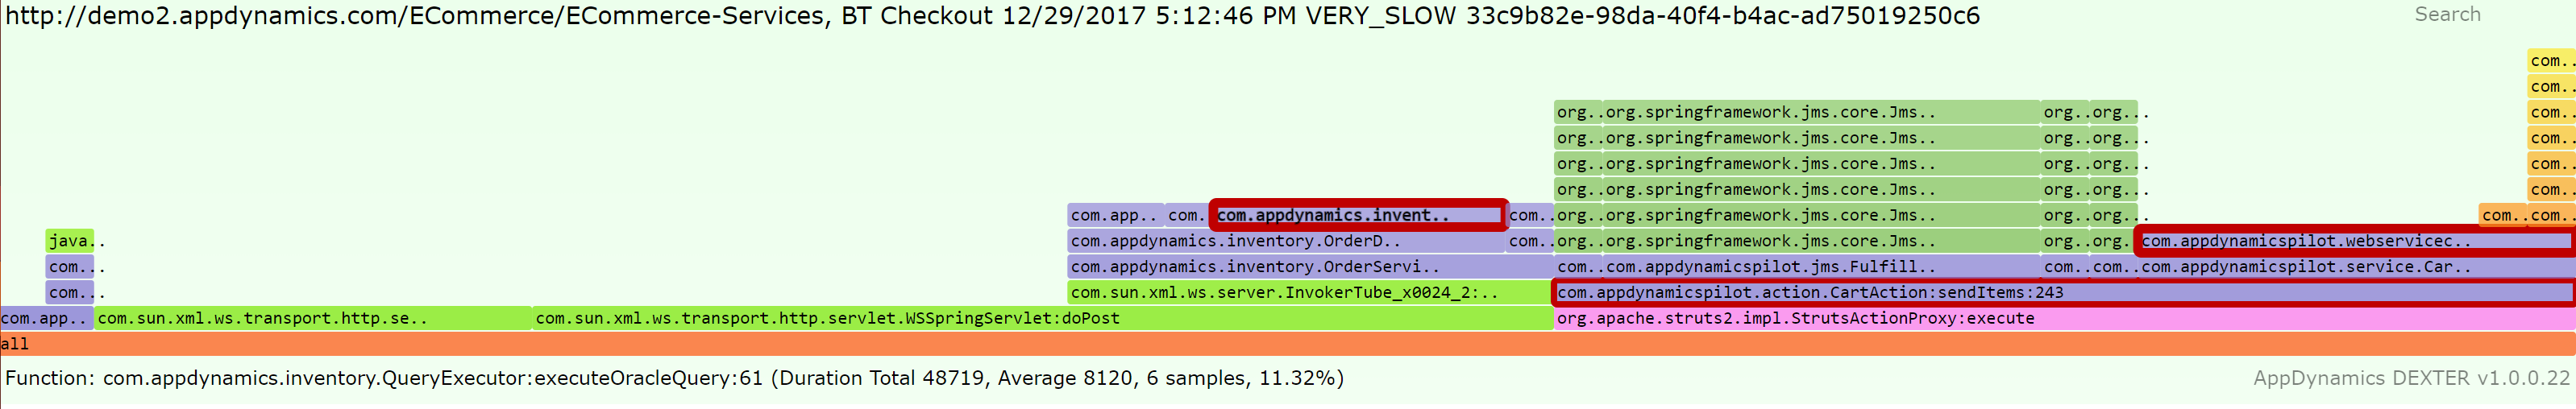 http://demo2.appdynamics.com/ECommerce/ECommerce-Services, BT Checkout 12/29/2017 5:12:46 PM VERY_SLOW 33c9b82e-98da-40f4-b4ac-ad75019250c6 Search
com..
com..
org..org.springframework.jms.core.Jms.. org..org... com..
org..org.springframework.jms.core.Jms.. org..org... com..
org..org.springframework.jms.core.Jms.. org..org... com..
org..org.springframework.jms.core.Jms.. org..org... com..
com.app.. com. com.appdynamics.invent.. com..org..org.springframework.jms.core.Jms.. org..org... com..com..
java.. com.appdynamics.inventory.OrderD.. com..org..org.springframework.jms.core.Jms.. org..org. com.appdynamicspilot.webservicec..
com... com.appdynamics.inventory.OrderServi.. com..com.appdynamicspilot.jms.Fulfill.. com..com..com.appdynamicspilot.service.Car..
com... com.sun.xml.ws.server.InvokerTube_x0024_2:.. com.appdynamicspilot.action.CartAction:sendItems:243
com.app.. com.sun.xml.ws.transport.http.se.. com.sun.xml.ws.transport.http.servlet.WSSpringServlet:doPost org.apache.struts2.impl.StrutsActionProxy:execute
all
Function: com.appdynamics.inventory.QueryExecutor:executeOracleQuery:61 (Duration Total 48719, Average 8120, 6 samples, 11.32%) AppDynamics DEXTER v1.0.0.22